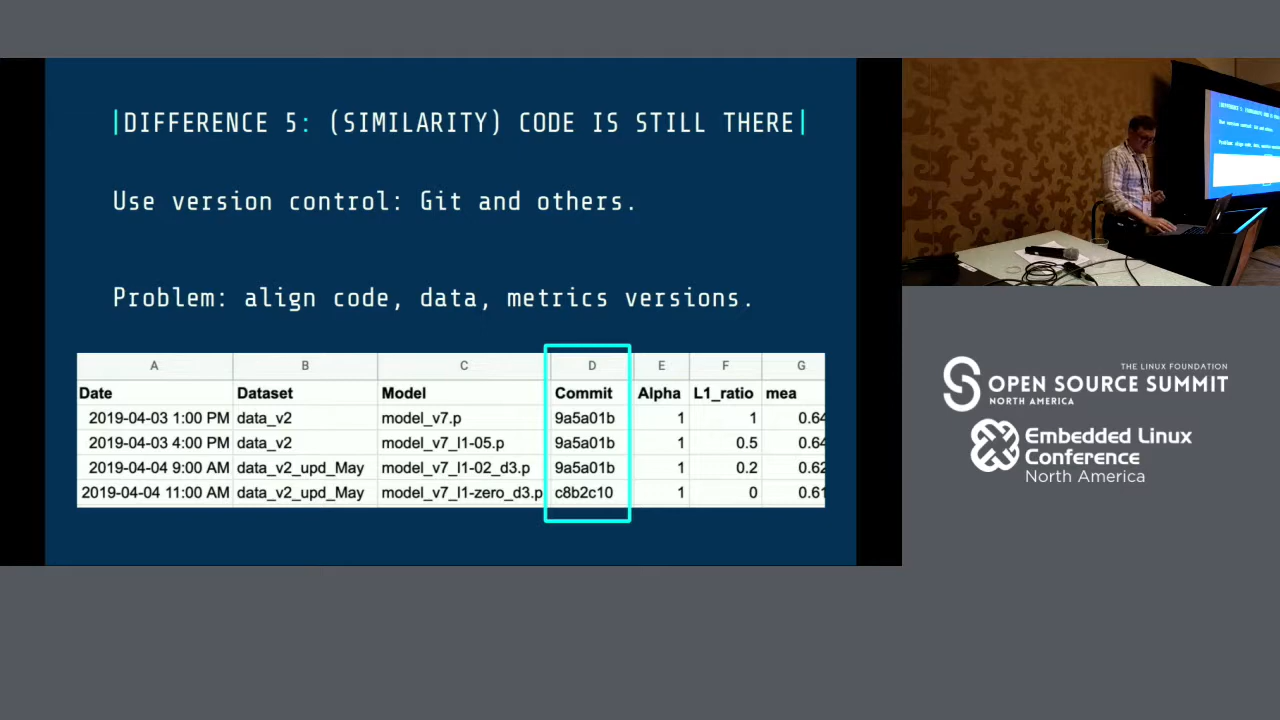 |DIFFERENCE 5: (SIMILARITY) CODE IS STILL THERE|
Use version control: Git and others.
Problem: align code, data, metrics versions.
A B C D E F G
Date Dataset Model Commit Alpha L1_ratio mea
2019-04-03 1:00 PM data_v2 model_v7.p 9a5a01b 1 1 0.64
2019-04-03 4:00 PM data_v2 model_v7_l1-05.p 9a5a01b 1 0.5 0.64
2019-04-04 9:00 AM data_v2_upd_May model_v7_l1-02_d3.p 9a5a01b 1 0.2 0.62
2019-04-04 11:00 AM data_v2_upd_May model_v7_l1-zero_d3.p c8b2c10 1 0 0.61
THE LINUX FOUNDATION
OPEN SOURCE SUMMIT
NORTH AMERICA
Embedded Linux
Conference
North America